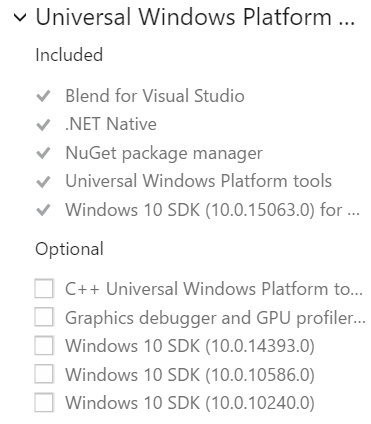 Universal Windows Platform ...
Included
Blend for Visual Studio
.NET Native
NuGet package manager
Universal Windows Platform tools
Windows 10 SDK (10.0.15063.0) for ...
Optional
C++ Universal Windows Platform to...
Graphics debugger and GPU profiler...
Windows 10 SDK (10.0.14393.0)
Windows 10 SDK (10.0.10586.0)
Windows 10 SDK (10.0.10240.0)